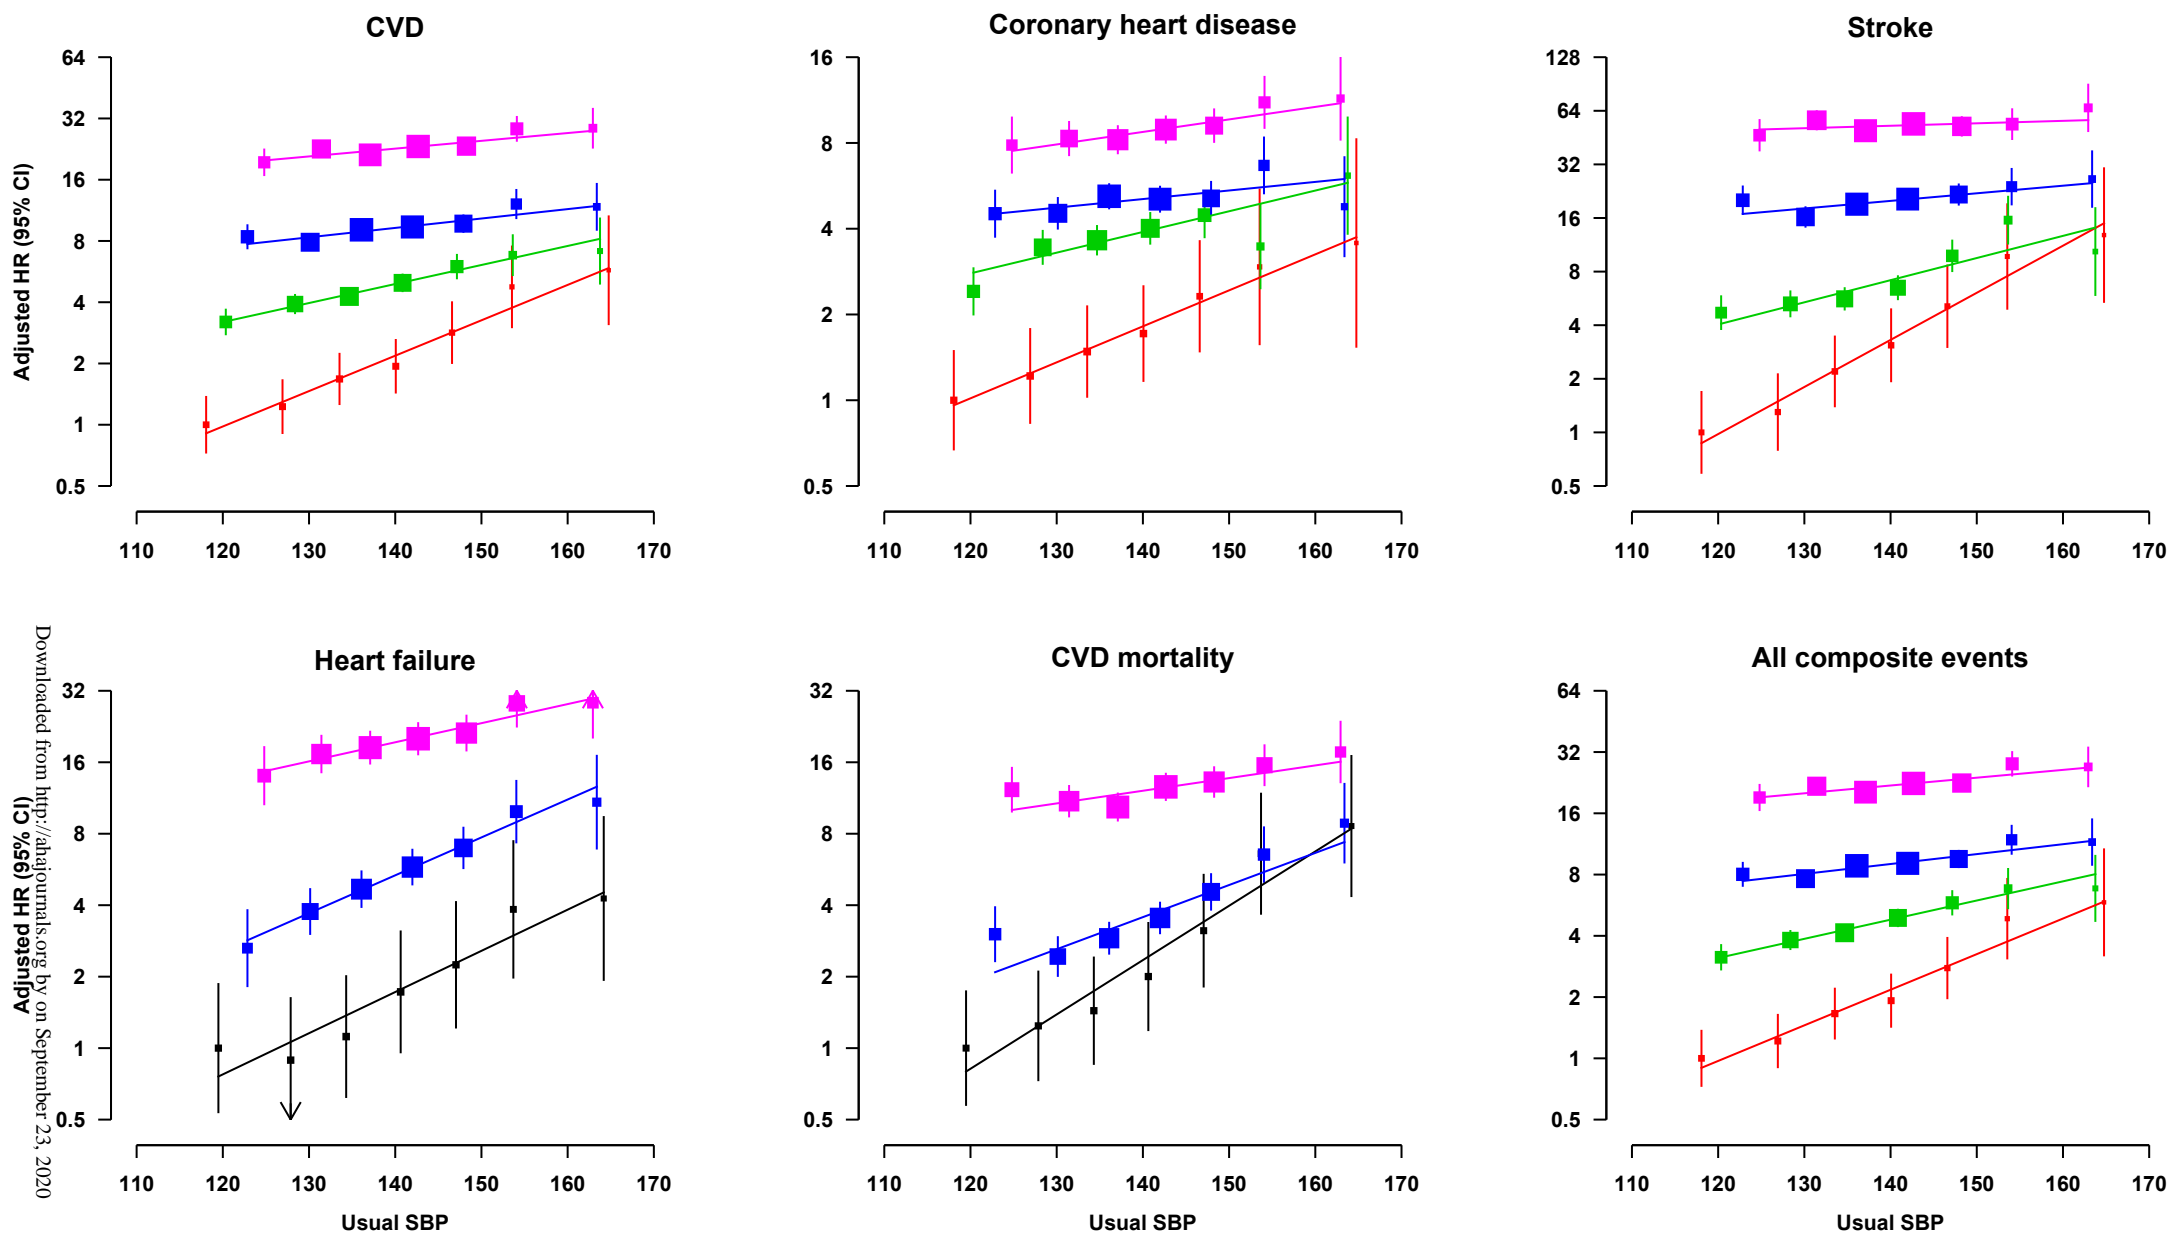 CVD
Coronary heart disease
Stroke
Adjusted HR (95% CI)
64
32
16
8
4
2
1
0.5
110 120 130 140 150 160 170
16
8
4
2
1
0.5
110 120 130 140 150 160 170
128
64
32
16
8
4
2
1
0.5
110 120 130 140 150 160 170
Heart failure
CVD mortality
All composite events
Adjusted HR (95% CI)
32
16
8
4
2
1
0.5
110 120 130 140 150 160 170
Usual SBP
32
16
8
4
2
1
0.5
110 120 130 140 150 160 170
Usual SBP
64
32
16
8
4
2
1
0.5
110 120 130 140 150 160 170
Usual SBP
Downloaded from http://ahajournals.org by on September 23, 2020